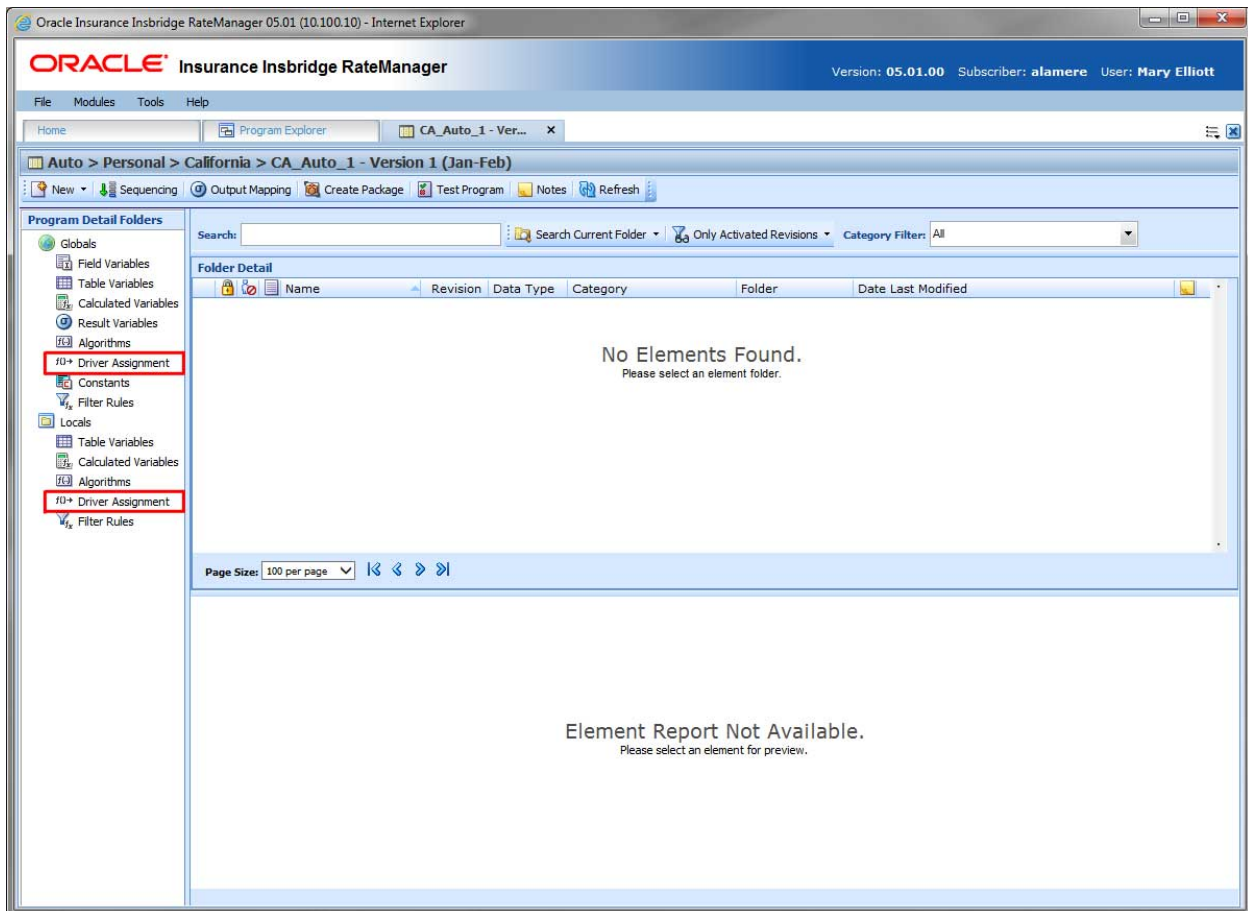 Oracle Insurance Insbridge RateManager 05.01 (10.100.10) - Internet Explorer
ORACLE Insurance Insbridge RateManager
Version: 05.01.00 Subscriber: alamere User: Mary Elliott
File Modules Tools Help
Home Program Explorer CA_Auto_1 - Ver...
Auto > Personal > California > CA_Auto_1 - Version 1 (Jan-Feb)
New Sequencing Output Mapping Create Package Test Program Notes Refresh
Program Detail Folders
Globals
Field Variables
Table Variables
Calculated Variables
Result Variables
Algorithms
Driver Assignment
Constants
Filter Rules
Locals
Table Variables
Calculated Variables
Algorithms
Driver Assignment
Filter Rules
Search: Search Current Folder Only Activated Revisions Category Filter: All
Folder Detail
Name Revision Data Type Category Folder Date Last Modified
No Elements Found.
Please select an element folder.
Page Size: 100 per page
Element Report Not Available.
Please select an element for preview.